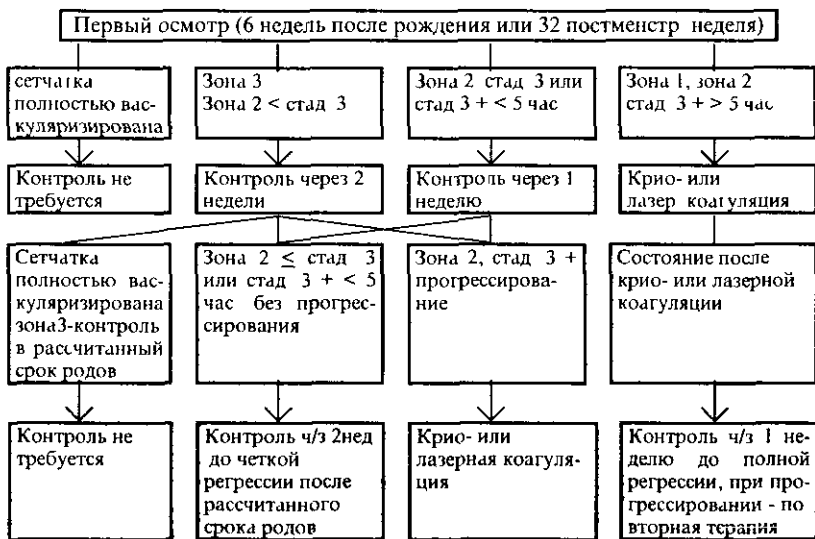 Первый осмотр (6 недель после рождения или 32 постменстр неделя)
сетчатка
полностью вас-
куляризирована
Зона 3
Зона 2 < стад 3
Зона 2 стад 3 или
стад 3 + < 5 час
Зона 1, зона 2
стад 3 + > 5 час
Контроль не
требуется
Контроль через 2
недели
Контроль через 1
неделю
Крио- или
лазер коагуляция
Сетчатка
полностью вас-
куляризирована
зона3-контроль
в рассчитанный
срок родов
Зона 2 ≤ стад 3
или стад 3 + < 5
час без прогрес-
сирования
Зона 2, стад 3 +
прогрессирова-
ние
Состояние после
крио- или лазерной
коагуляции
Контроль не
требуется
Контроль ч/з 2нед
до четкой
регрессии после
рассчитанного
срока родов
Крио- или
лазерная коагуля-
ция
Контроль ч/з 1 не-
делю до полной
регрессии, при про-
грессировании - по
вторная терапия